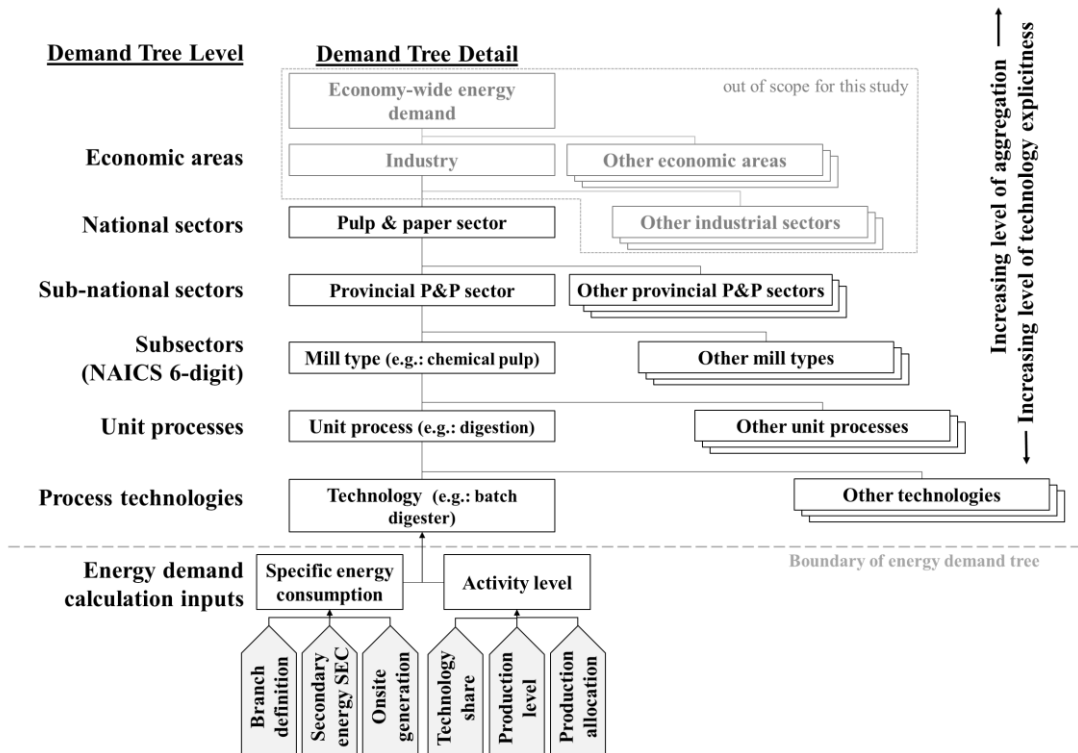 Demand Tree Level
Demand Tree Detail
Economy-wide energy
demand
out of scope for this study
Economic areas
Industry
Other economic areas
National sectors
Pulp & paper sector
Other industrial sectors
Sub-national sectors
Provincial P&P sector
Other provincial P&P sectors
Subsectors
(NAICS 6-digit)
Mill type (e.g.: chemical pulp)
Other mill types
Unit processes
Unit process (e.g.: digestion)
Other unit processes
Process technologies
Technology (e.g.: batch
digester)
Other technologies
Increasing level of aggregation
Increasing level of technology explicitness
Boundary of energy demand tree
Energy demand
calculation inputs
Specific energy
consumption
Activity level
Branch
definition
Secondary
energy SEC
Onsite
generation
Technology
share
Production
level
Production
allocation